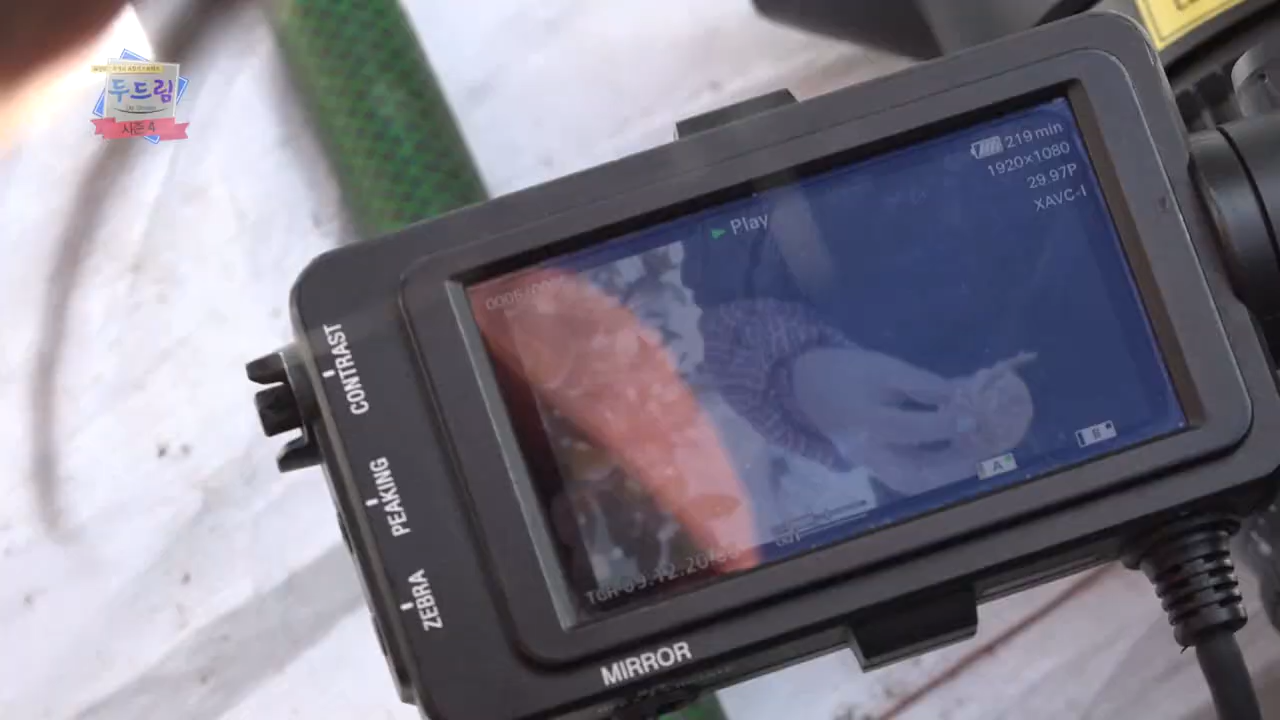 두드림
시즌 4
219 min
1920×1080
29.97P
XAVC-I
Play
CONTRAST
PEAKING
ZEBRA
MIRROR
A
B